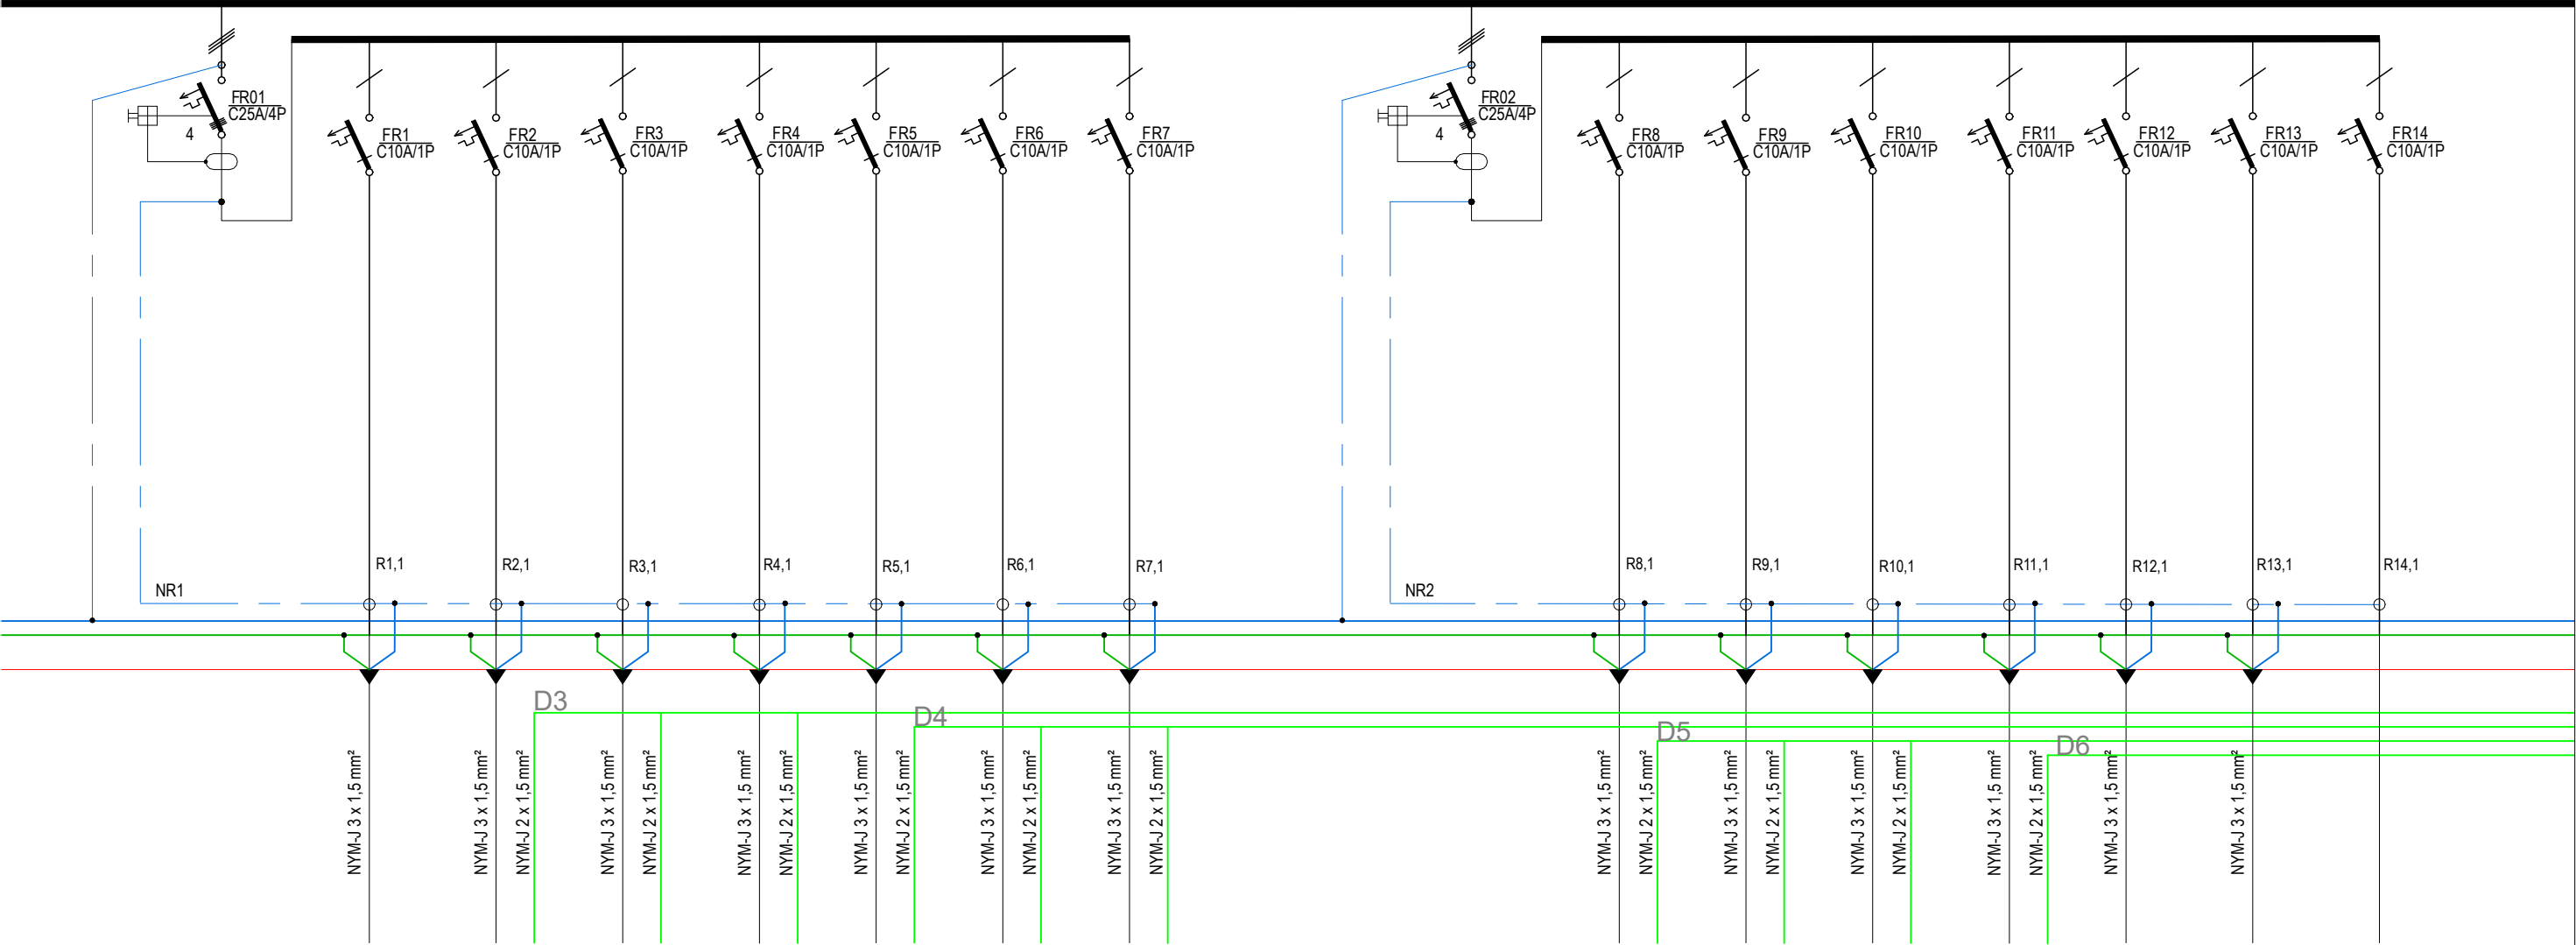 FR01
C25A/4P
4
FR1
C10A/1P
FR2
C10A/1P
FR3
C10A/1P
FR4
C10A/1P
FR5
C10A/1P
FR6
C10A/1P
FR7
C10A/1P
FR02
C25A/4P
4
FR8
C10A/1P
FR9
C10A/1P
FR10
C10A/1P
FR11
C10A/1P
FR12
C10A/1P
FR13
C10A/1P
FR14
C10A/1P
NR1
R1,1
R2,1
R3,1
R4,1
R5,1
R6,1
R7,1
NR2
R8,1
R9,1
R10,1
R11,1
R12,1
R13,1
R14,1
D3
D4
D5
D6
NYM-J 3 x 1,5 mm²
NYM-J 3 x 1,5 mm²
NYM-J 2 x 1,5 mm²
NYM-J 3 x 1,5 mm²
NYM-J 2 x 1,5 mm²
NYM-J 3 x 1,5 mm²
NYM-J 2 x 1,5 mm²
NYM-J 3 x 1,5 mm²
NYM-J 2 x 1,5 mm²
NYM-J 3 x 1,5 mm²
NYM-J 2 x 1,5 mm²
NYM-J 3 x 1,5 mm²
NYM-J 2 x 1,5 mm²
NYM-J 3 x 1,5 mm²
NYM-J 2 x 1,5 mm²
NYM-J 3 x 1,5 mm²
NYM-J 2 x 1,5 mm²
NYM-J 3 x 1,5 mm²
NYM-J 2 x 1,5 mm²
NYM-J 3 x 1,5 mm²
NYM-J 2 x 1,5 mm²
NYM-J 3 x 1,5 mm²
NYM-J 3 x 1,5 mm²